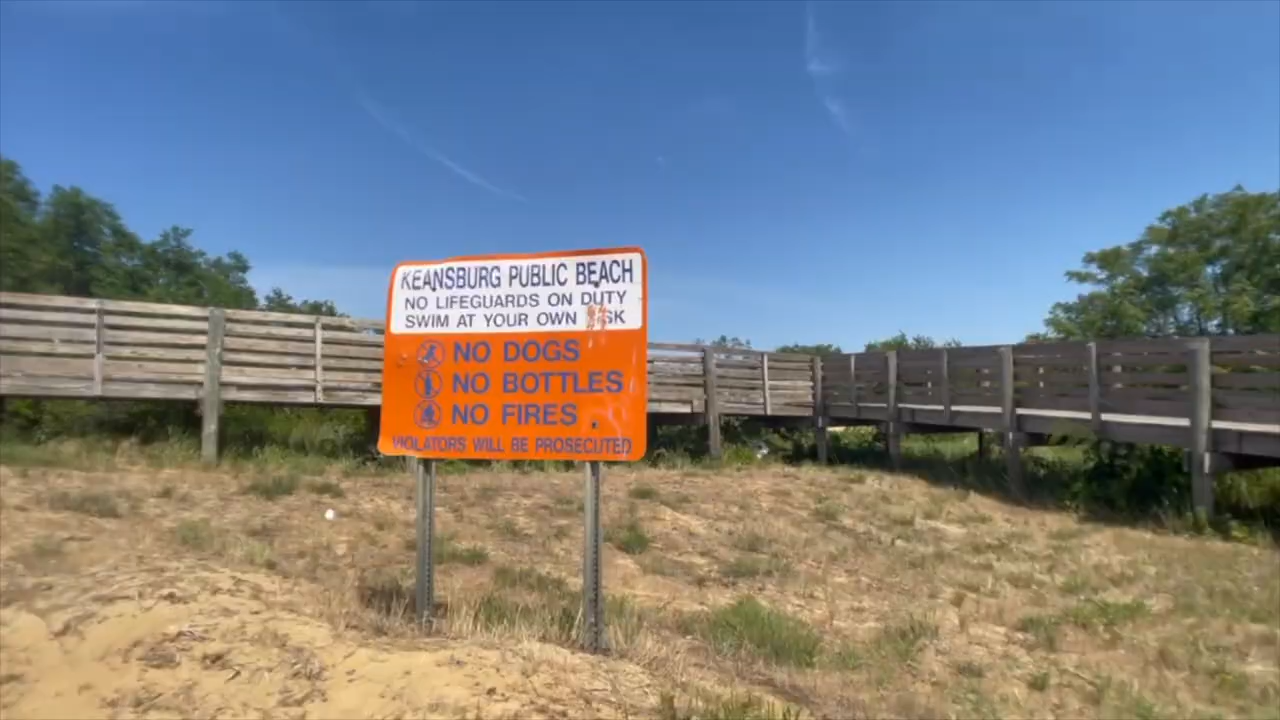 KEANSBURG PUBLIC BEACH
NO LIFEGUARDS ON DUTY
SWIM AT YOUR OWN
NO DOGS
NO BOTTLES
NO FIRES
VIOLATORS WILL BE PROSECUTED